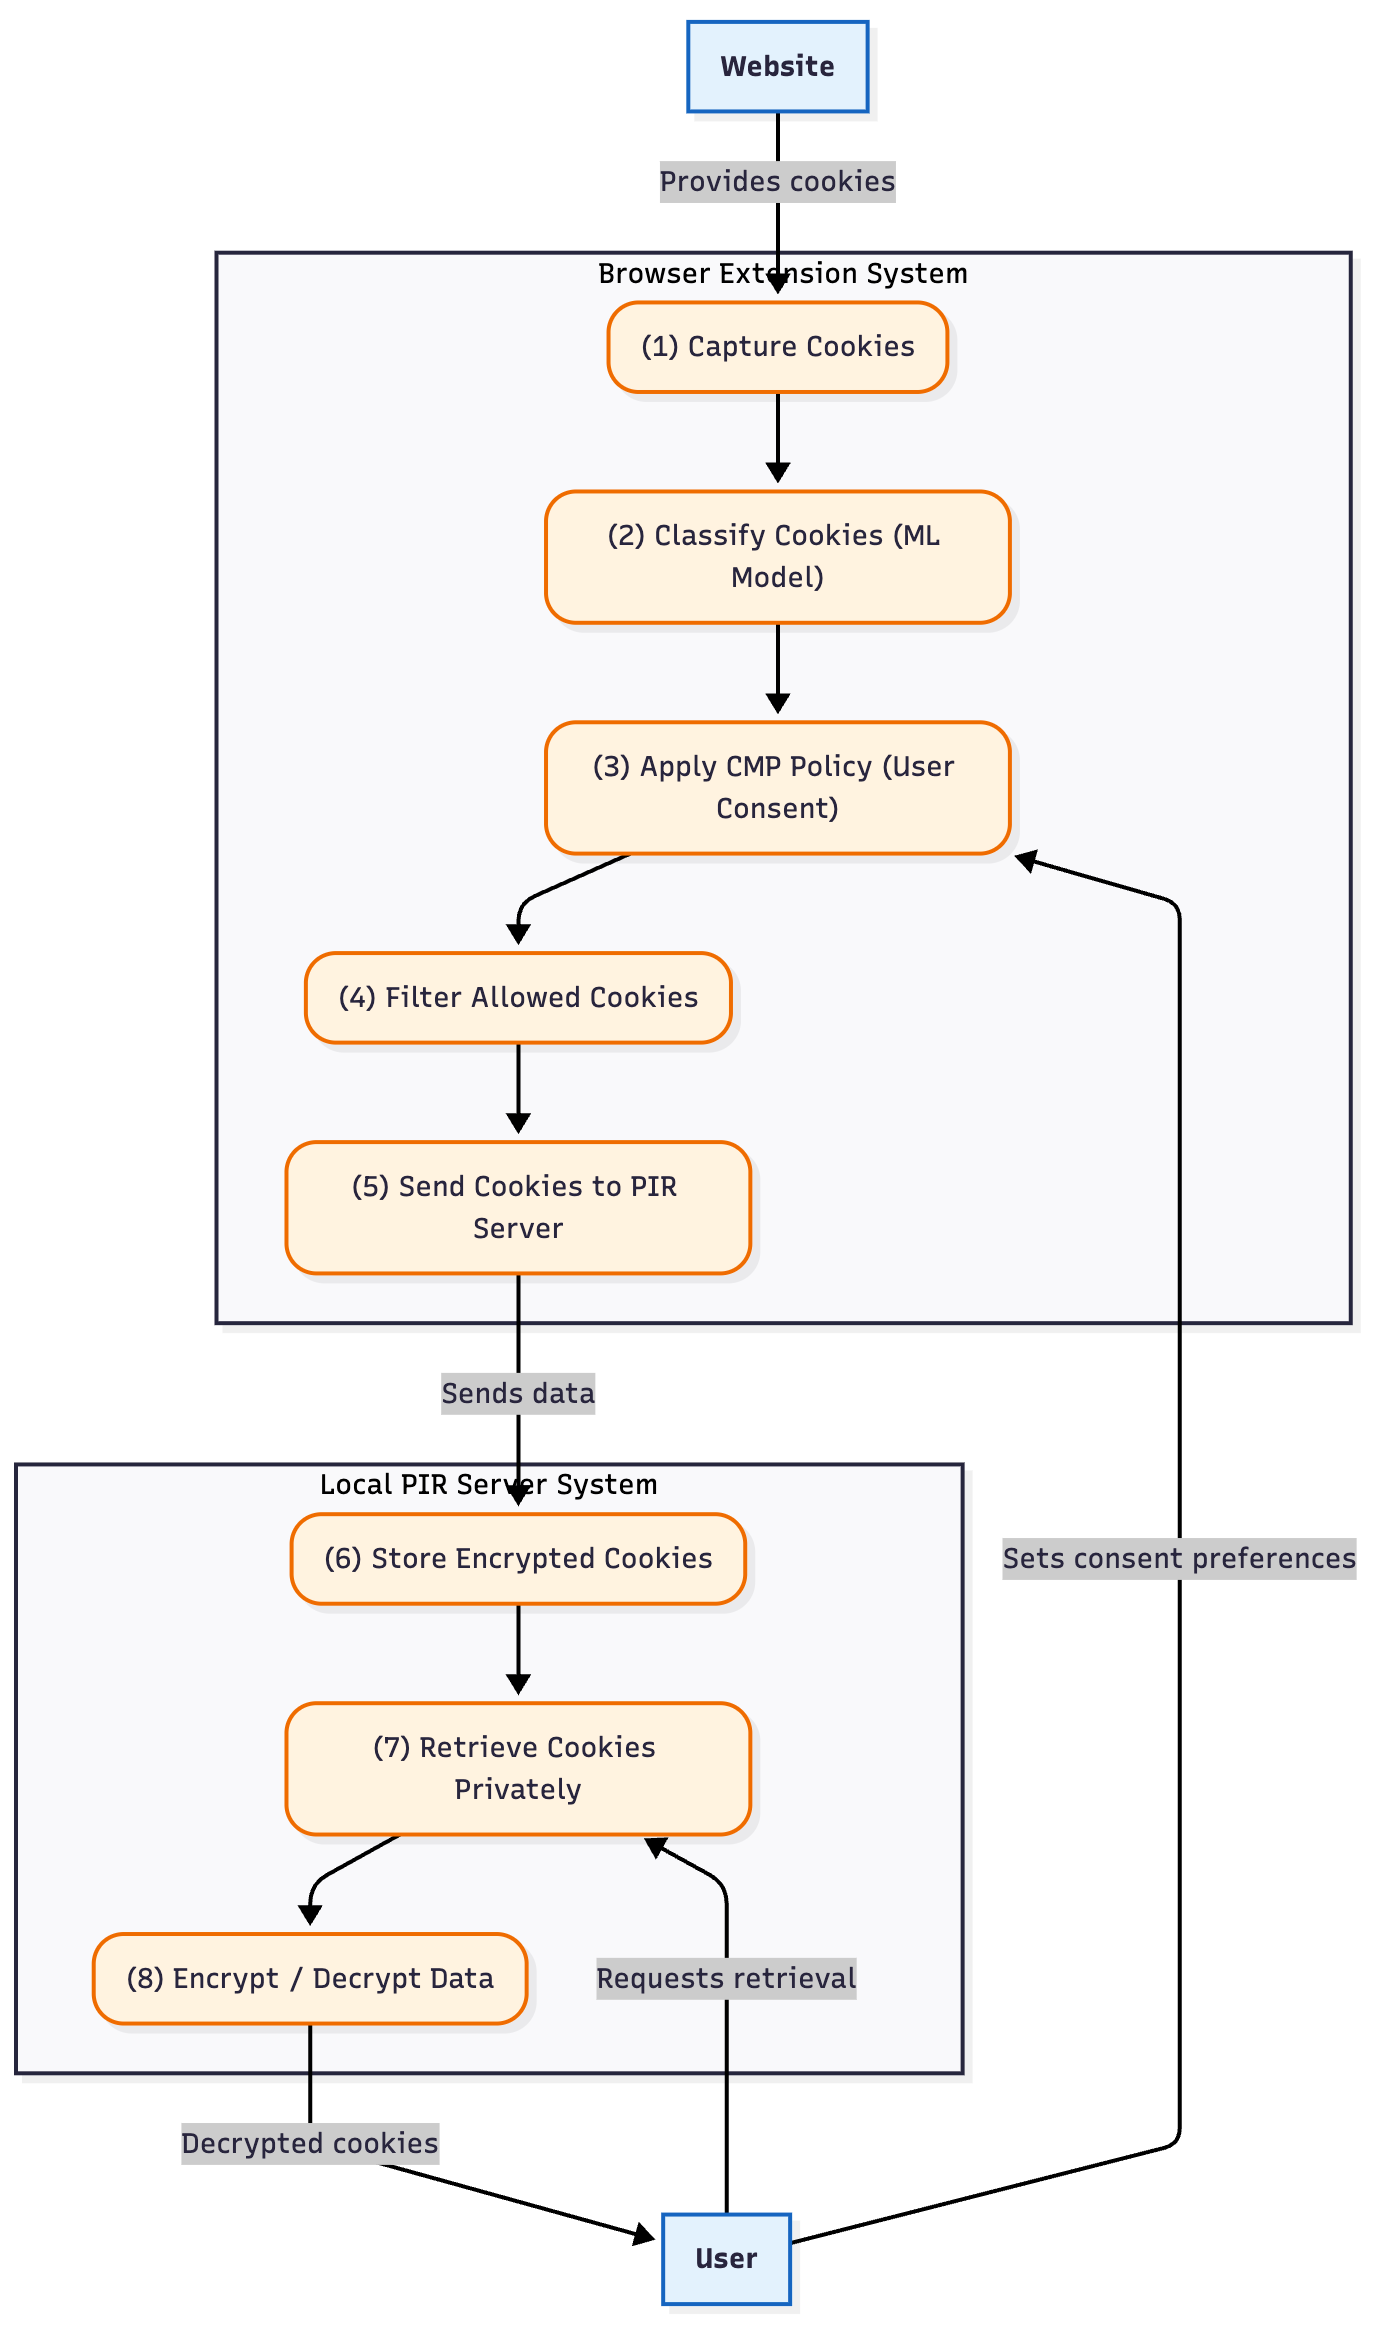 Website
Provides cookies
Browser Extension System
(1) Capture Cookies
(2) Classify Cookies (ML
Model)
(3) Apply CMP Policy (User
Consent)
(4) Filter Allowed Cookies
(5) Send Cookies to PIR
Server
Sends data
Local PIR Server System
(6) Store Encrypted Cookies
Sets consent preferences
(7) Retrieve Cookies
Privately
(8) Encrypt / Decrypt Data
Requests retrieval
Decrypted cookies
User